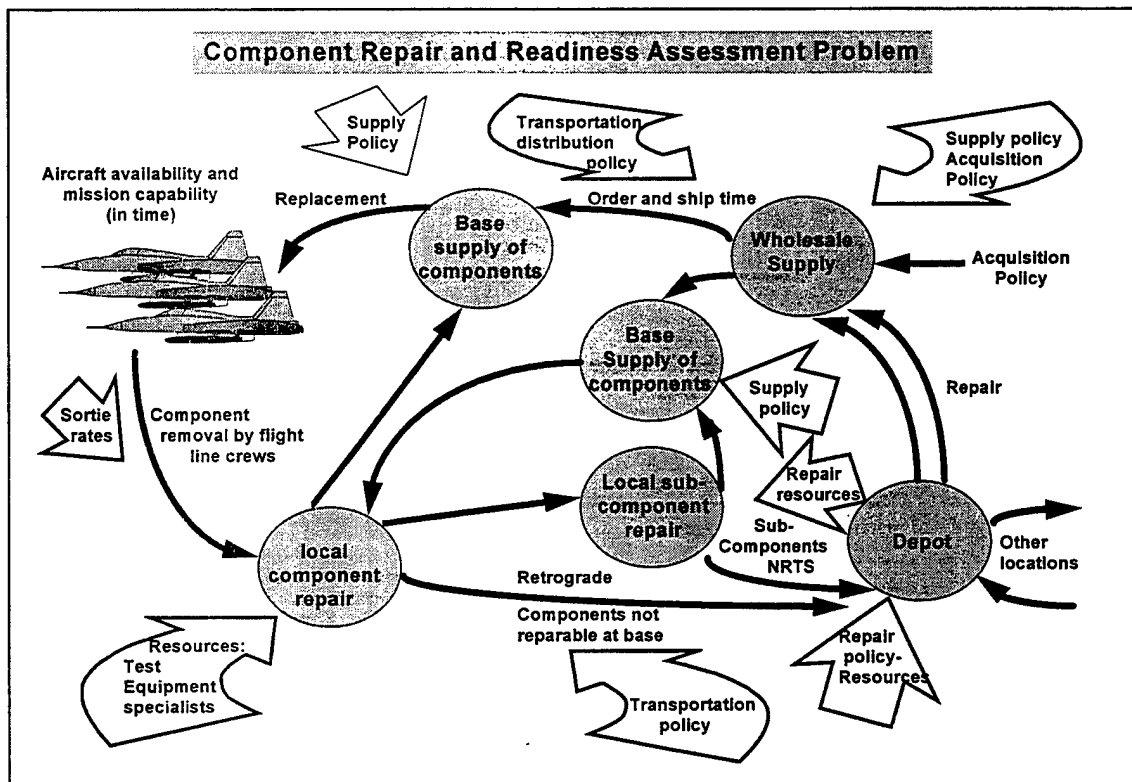 Component Repair and Readiness Assessment Problem
Supply
Policy
Transportation
distribution
policy
Supply policy
Acquisition
Policy
Aircraft availability and
mission capability
(in time)
Replacement
Base
supply of
components
Order and ship time
Wholesale
Supply
Acquisition
Policy
Base
Supply of
components
Supply
policy
Repair
Sortie
rates
Component
removal by flight
line crews
Local sub-
component
repair
Repair
resources
Sub-
Components
NRTS
Depot
Other
locations
local
component
repair
Retrograde
Components not
reparable at base
Resources:
Test
Equipment
specialists
Transportation
policy
Repair
policy-
Resources